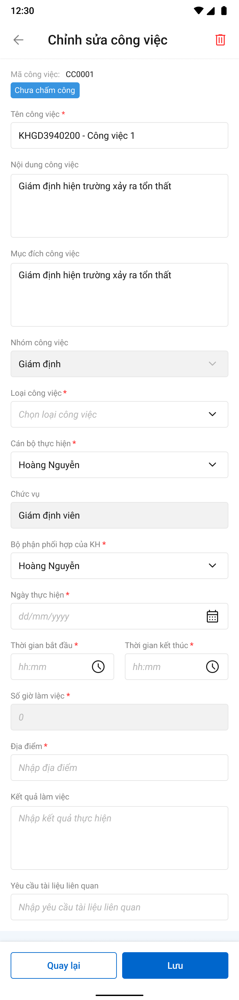 12:30
Chỉnh sửa công việc
Mã công việc: CC0001
Chưa chấm công
Tên công việc *
KHGD3940200 - Công việc 1
Nội dung công việc
Giám định hiện trường xảy ra tổn thất
Mục đích công việc
Giám định hiện trường xảy ra tổn thất
Nhóm công việc
Giám định
Loại công việc *
Chọn loại công việc
Cán bộ thực hiện *
Hoàng Nguyễn
Chức vụ
Giám định viên
Bộ phận phối hợp của KH *
Hoàng Nguyễn
Ngày thực hiện *
dd/mm/yyyy
Thời gian bắt đầu * Thời gian kết thúc *
hh:mm hh:mm
Số giờ làm việc *
0
Địa điểm *
Nhập địa điểm
Kết quả làm việc
Nhập kết quả thực hiện
Yêu cầu tài liệu liên quan
Nhập yêu cầu tài liệu liên quan
Quay lại Lưu